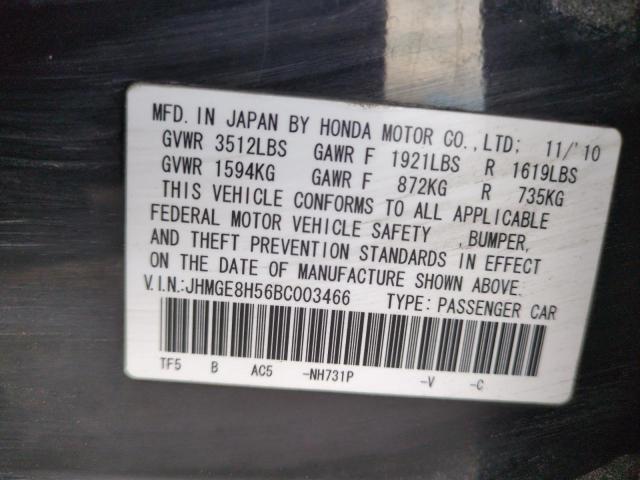 MFD. IN JAPAN BY HONDA MOTOR CO.,LTD: 11/'10
GVWR 3512LBS GAWR F 1921LBS R 1619LBS
GVWR 1594KG GAWR F 872KG R 735KG
THIS VEHICLE CONFORMS TO ALL APPLICABLE
FEDERAL MOTOR VEHICLE SAFETY ,BUMPER,
AND THEFT PREVENTION STANDARDS IN EFFECT
ON THE DATE OF MANUFACTURE SHOWN ABOVE.
V.I.N.:JHMGE8H56BC003466 TYPE: PASSENGER CAR
TF5 B AC5 -NH731P -V -C